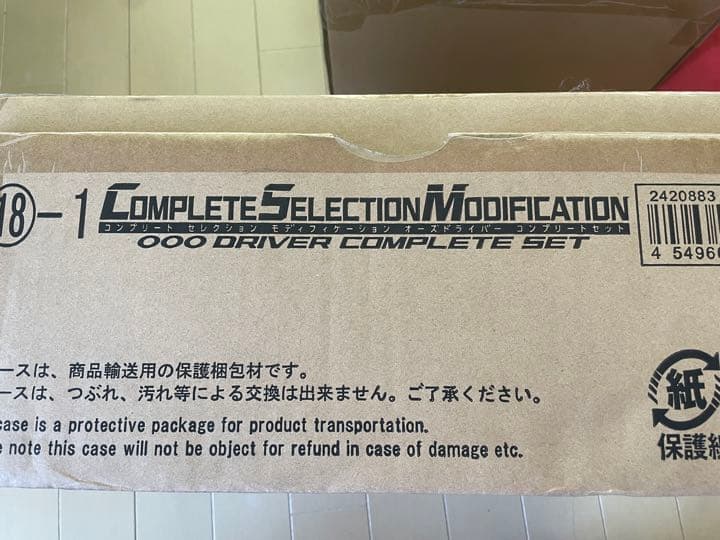 ⑱-1 COMPLETE SELECTION MODIFICATION
コンプリート セレクション モディフィケーション オーズドライバー コンプリートセット
OOO DRIVER COMPLETE SET
2420883
4 54966
ースは、商品輸送用の保護梱包材です。
ースは、つぶれ、汚れ等による交換は出来ません。ご了承ください。
case is a protective package for product transportation.
note this case will not be object for refund in case of damage etc.
紙
保護